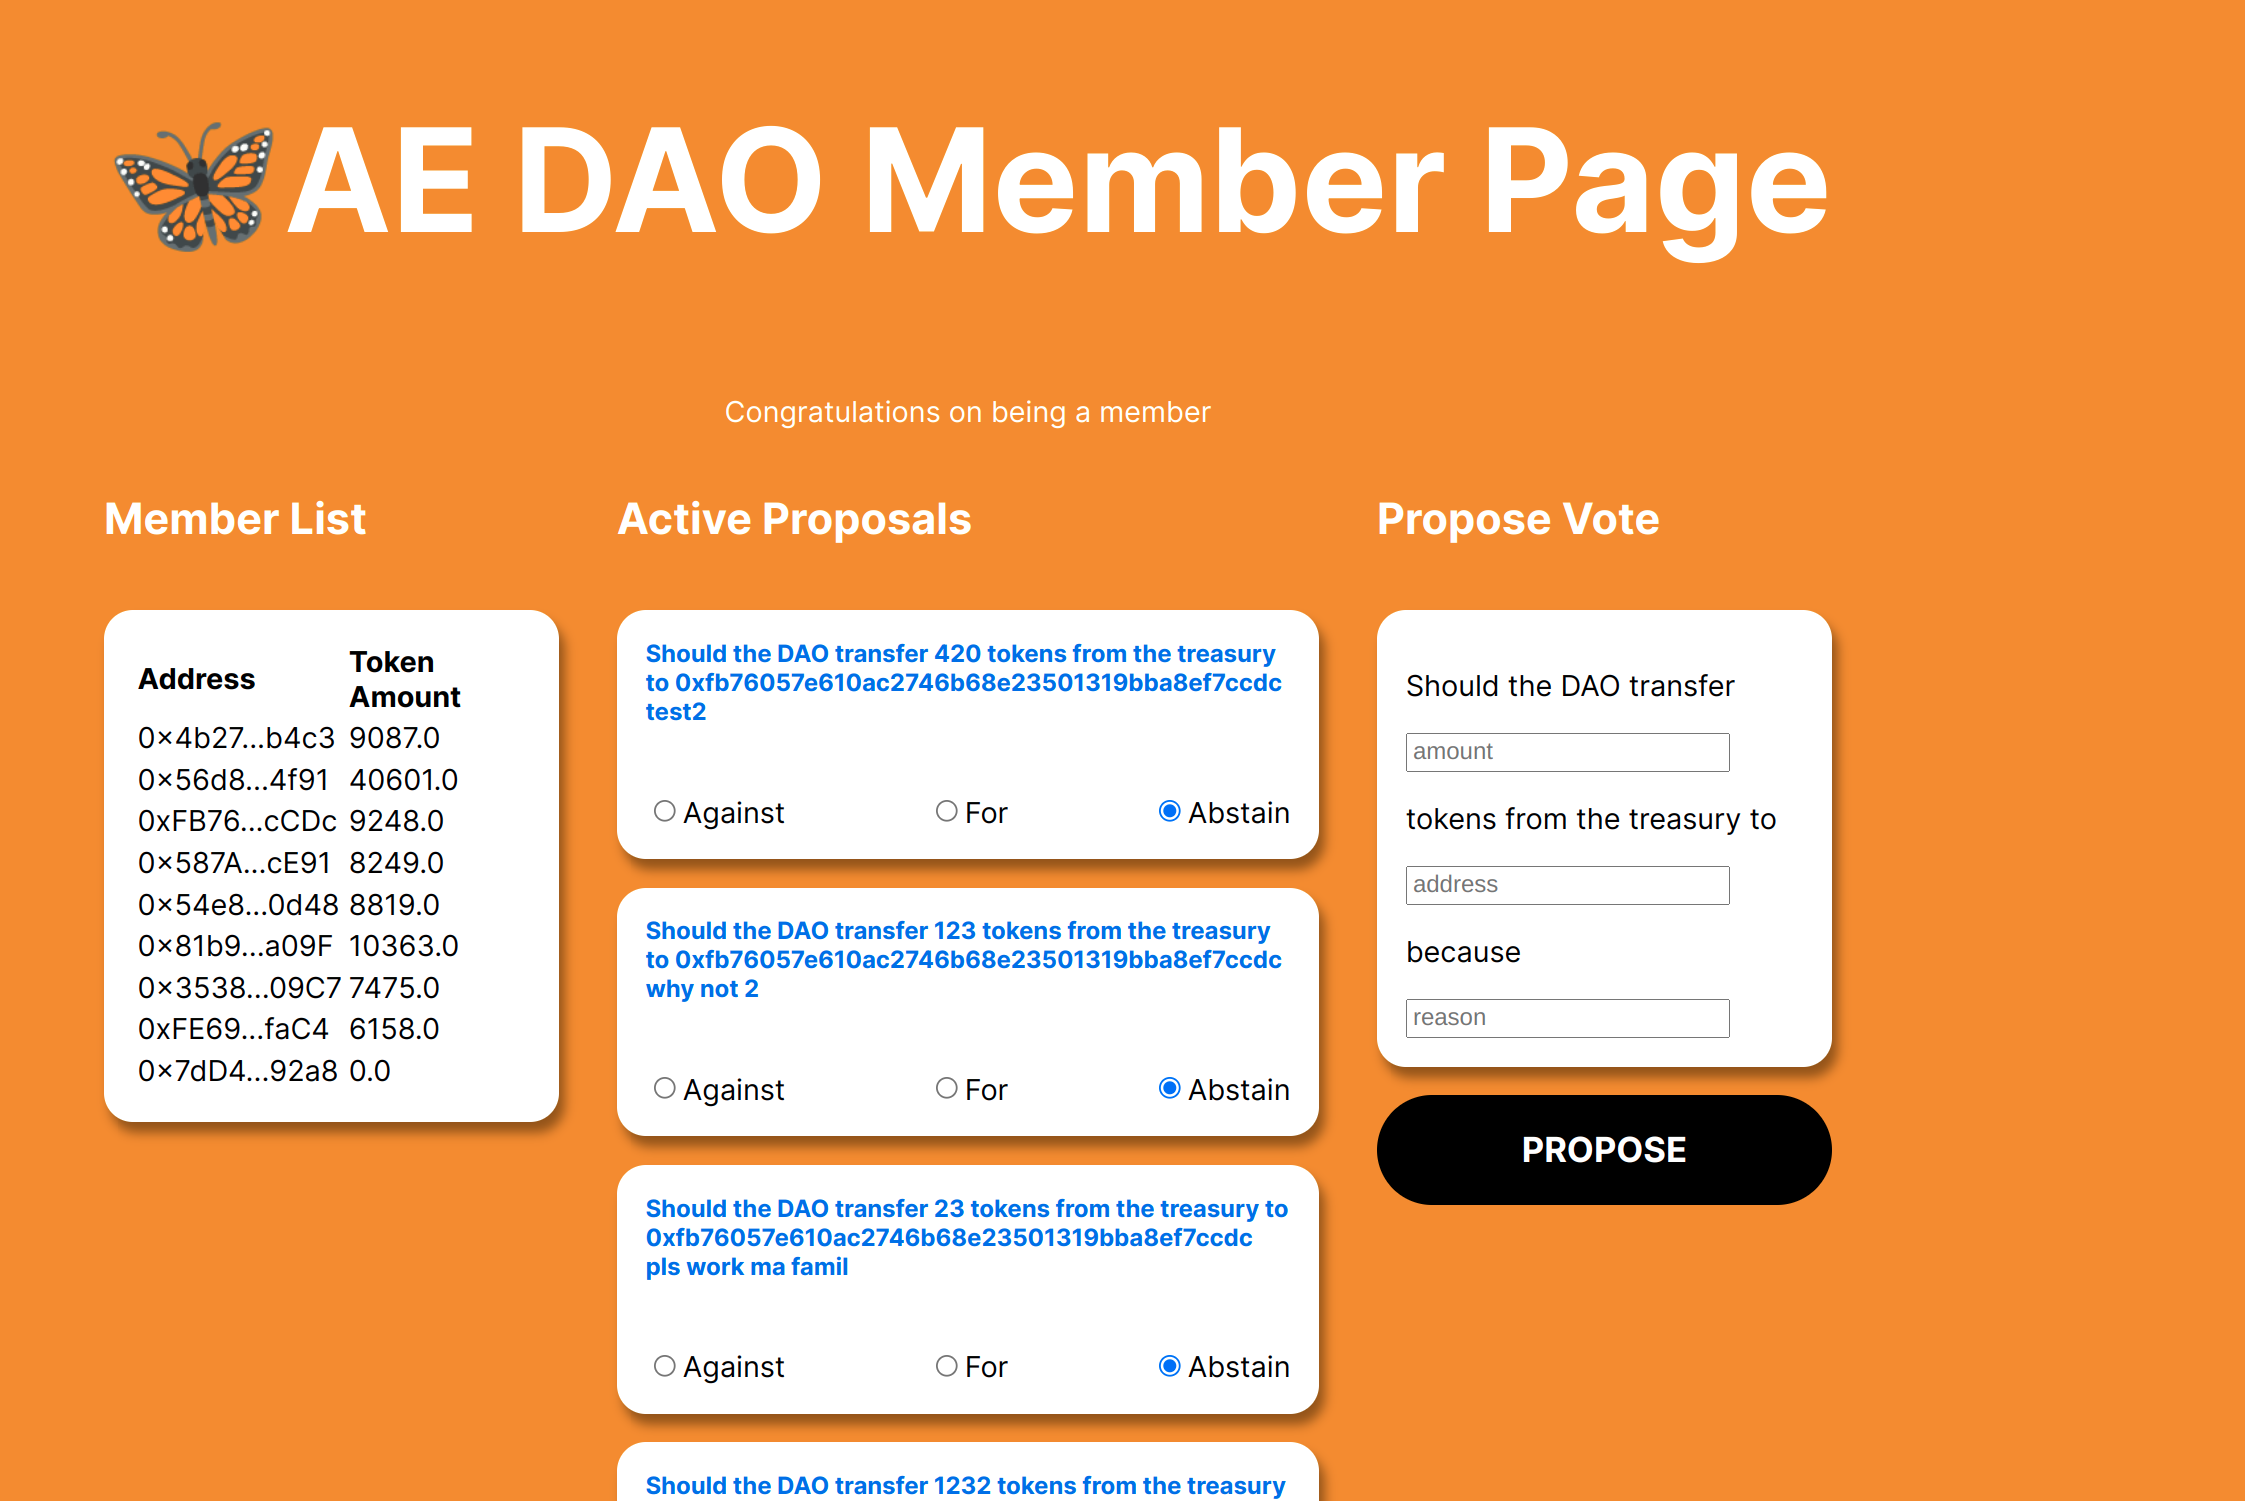 🦋AE DAO Member Page
Congratulations on being a member
Member List
Address Token Amount
0x4b27...b4c3 9087.0
0x56d8...4f91 40601.0
0xFB76...cCDc 9248.0
0x587A...cE91 8249.0
0x54e8...0d48 8819.0
0x81b9...a09F 10363.0
0x3538...09C7 7475.0
0xFE69...faC4 6158.0
0x7dD4...92a8 0.0
Active Proposals
Should the DAO transfer 420 tokens from the treasury
to 0xfb76057e610ac2746b68e23501319bba8ef7ccdc
test2
Against For Abstain
Should the DAO transfer 123 tokens from the treasury
to 0xfb76057e610ac2746b68e23501319bba8ef7ccdc
why not 2
Against For Abstain
Should the DAO transfer 23 tokens from the treasury to
0xfb76057e610ac2746b68e23501319bba8ef7ccdc
pls work ma famil
Against For Abstain
Should the DAO transfer 1232 tokens from the treasury
Propose Vote
Should the DAO transfer
amount
tokens from the treasury to
address
because
reason
PROPOSE